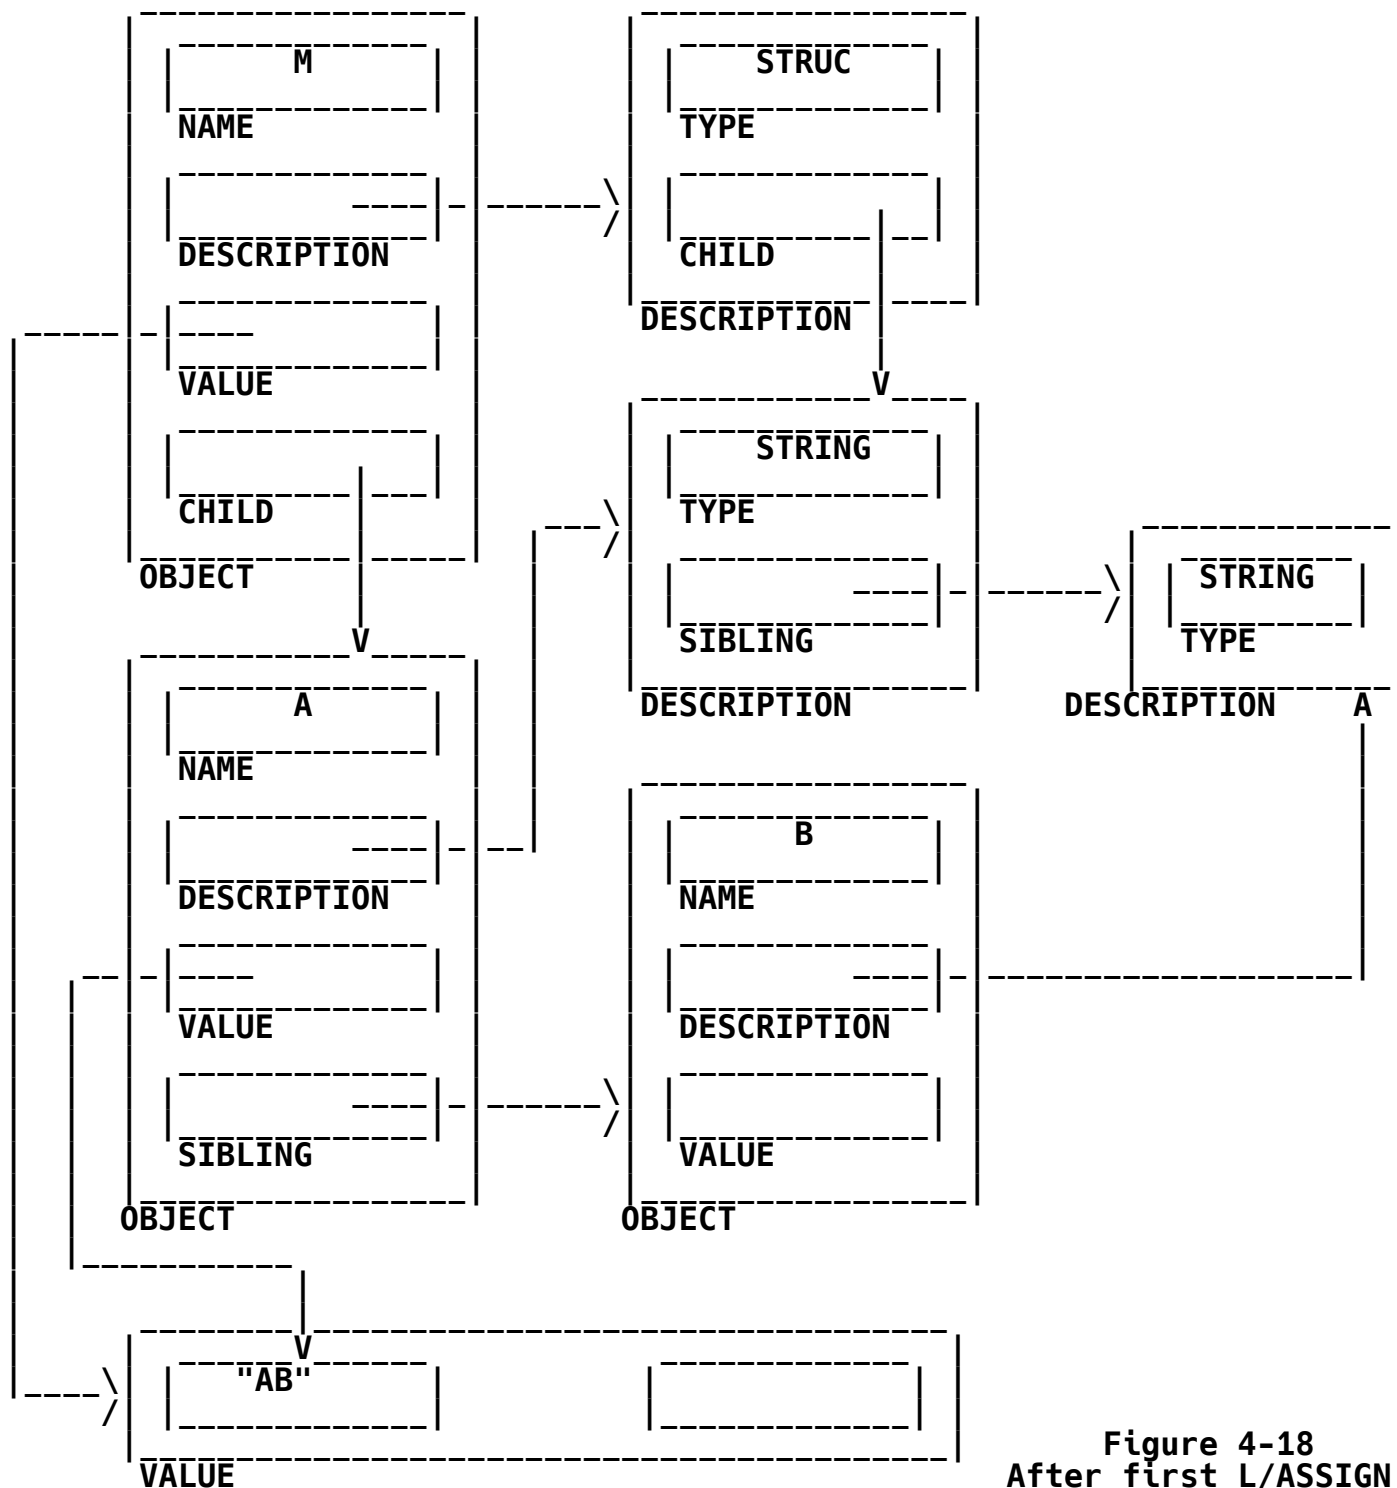 M STRUC
NAME TYPE
DESCRIPTION CHILD
DESCRIPTION
VALUE V
STRING
CHILD TYPE
OBJECT STRING
V SIBLING TYPE
A DESCRIPTION DESCRIPTION A
NAME
B
DESCRIPTION NAME
VALUE DESCRIPTION
SIBLING VALUE
OBJECT OBJECT
V
"AB"
Figure 4-18
VALUE After first L/ASSIGN